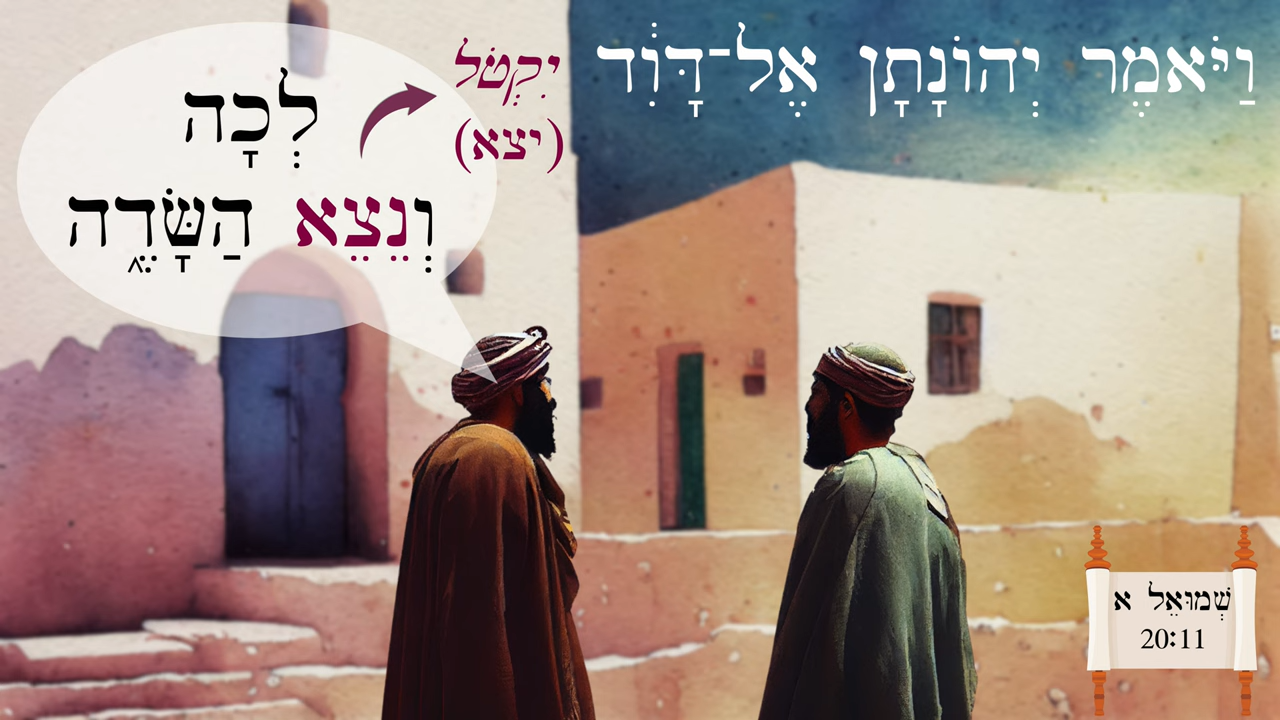 וַיֹּאמֶר יְהוֹנָתָן אֶל־דָּוִֹד
יִקְטֹל
(יצא)
לְכָה
וְנֵצֵא הַשָּׂדֶה
שְׁמוּאֵל א
20:11